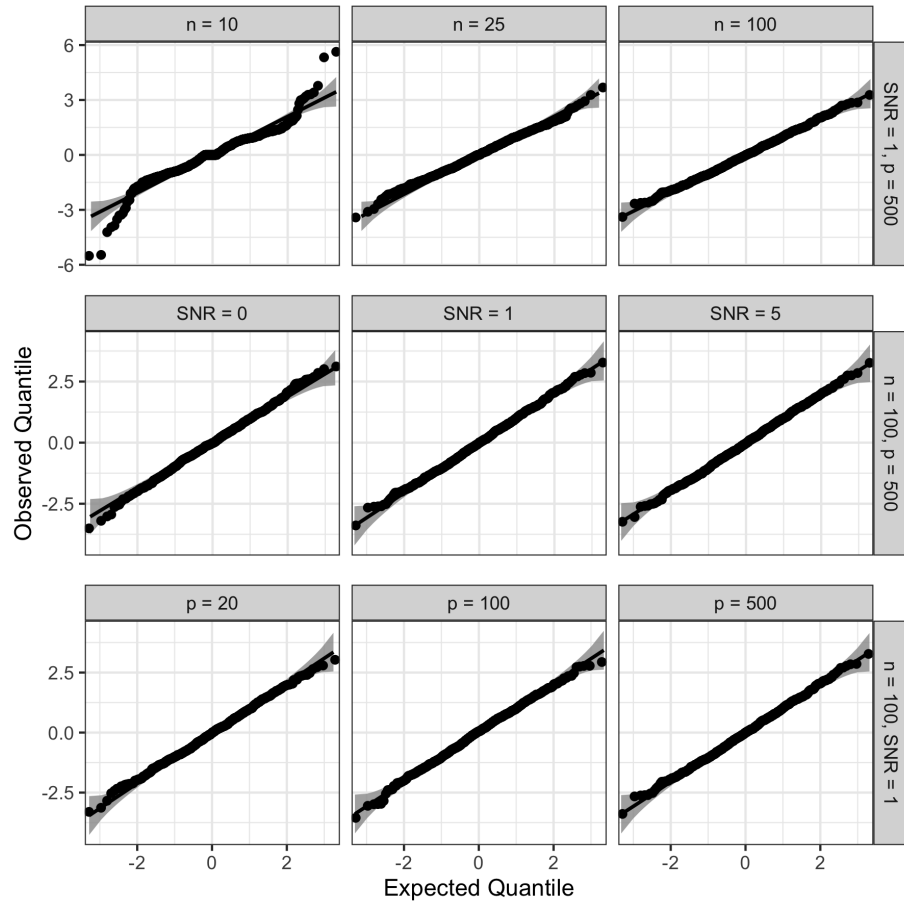 n = 10
n = 25
n = 100
6
3
0
-3
-6
SNR = 1, p = 500
SNR = 0
SNR = 1
SNR = 5
2.5
0.0
-2.5
n = 100, p = 500
Observed Quantile
p = 20
p = 100
p = 500
2.5
0.0
-2.5
n = 100, SNR = 1
-2
0
2
-2
0
2
-2
0
2
Expected Quantile